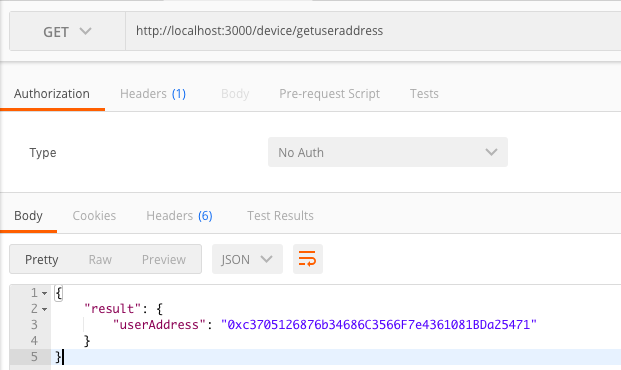 GET http://localhost:3000/device/getuseraddress
Authorization Headers (1) Body Pre-request Script Tests
Type No Auth
Body Cookies Headers (6) Test Results
Pretty Raw Preview JSON
1 {
2 "result": {
3 "userAddress": "0xc3705126876b34686C3566F7e4361081BDa25471"
4 }
5 }